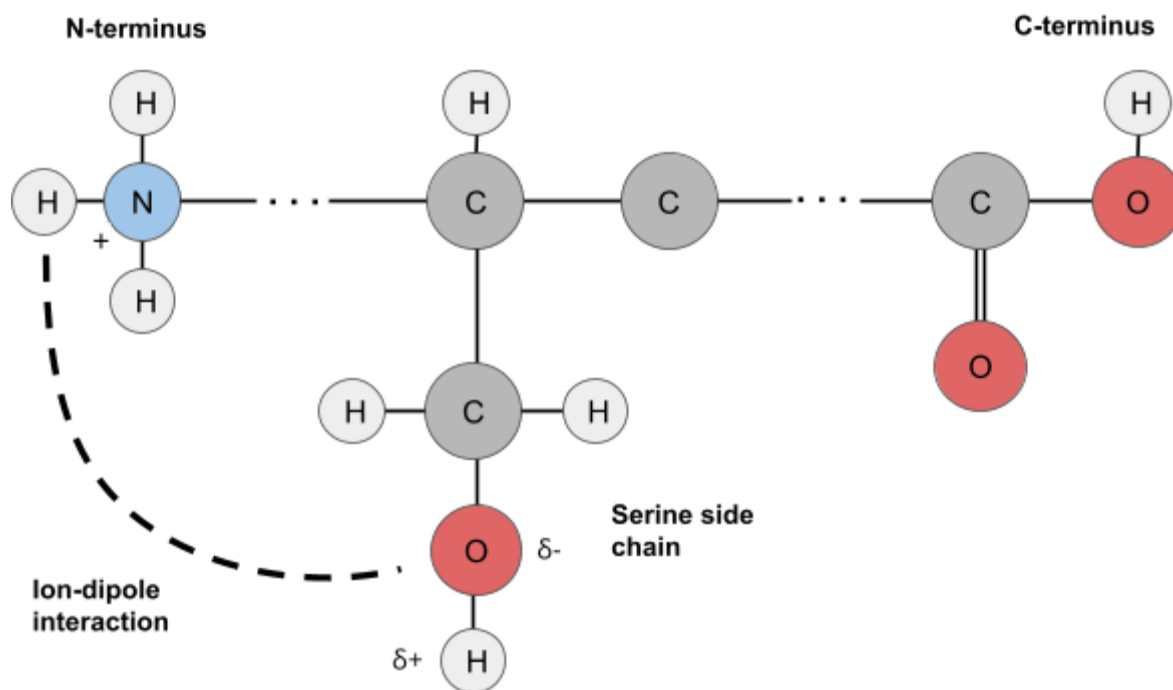 N-terminus
C-terminus
H
H
H
H
N
C
C
C
O
+
H
O
H
C
H
Serine side
chain
O
δ-
Ion-dipole
interaction
δ+
H